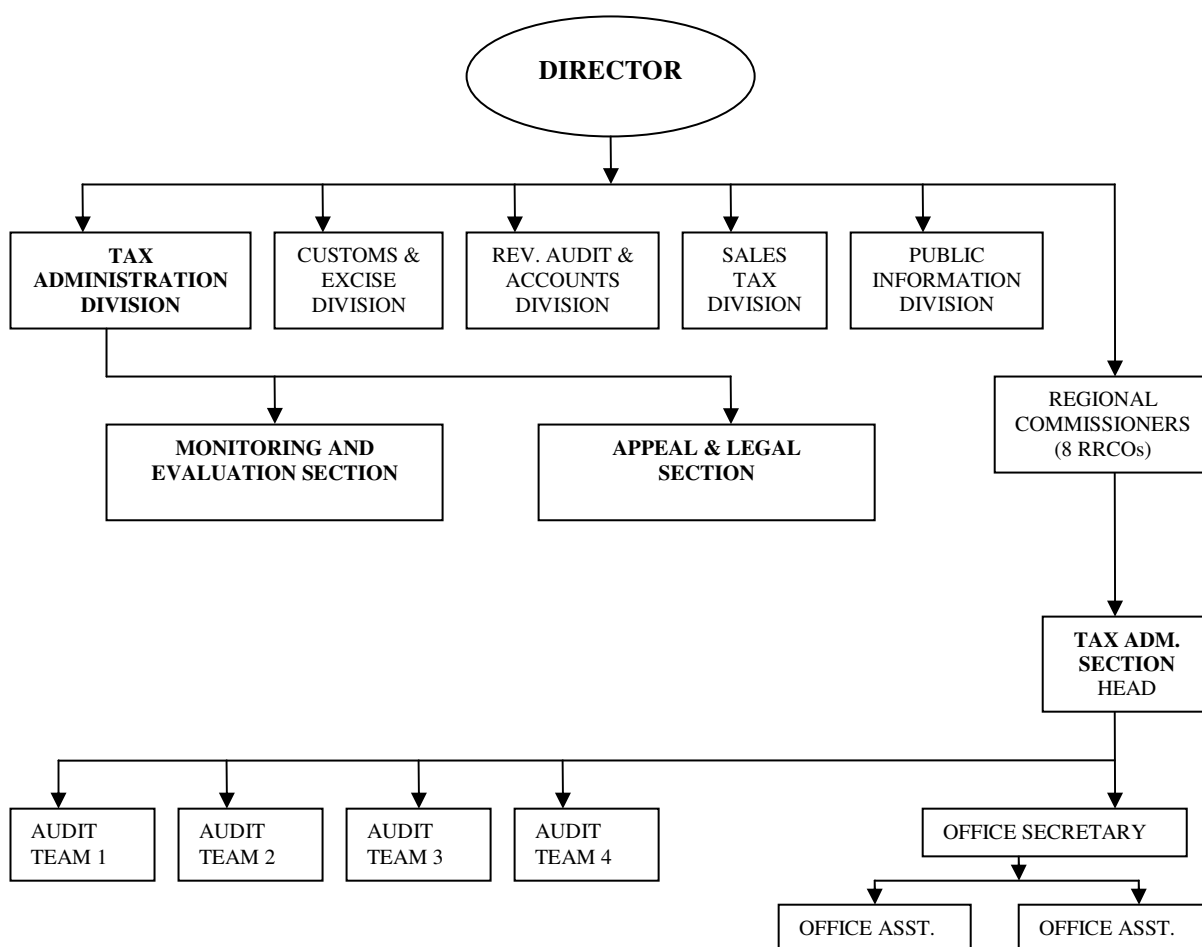 DIRECTOR
TAX
ADMINISTRATION
DIVISION
CUSTOMS &
EXCISE
DIVISION
REV. AUDIT &
ACCOUNTS
DIVISION
SALES
TAX
DIVISION
PUBLIC
INFORMATION
DIVISION
REGIONAL
COMMISSIONERS
(8 RRCOs)
MONITORING AND
EVALUATION SECTION
APPEAL & LEGAL
SECTION
TAX ADM.
SECTION
HEAD
AUDIT
TEAM 1
AUDIT
TEAM 2
AUDIT
TEAM 3
AUDIT
TEAM 4
OFFICE SECRETARY
OFFICE ASST.
OFFICE ASST.